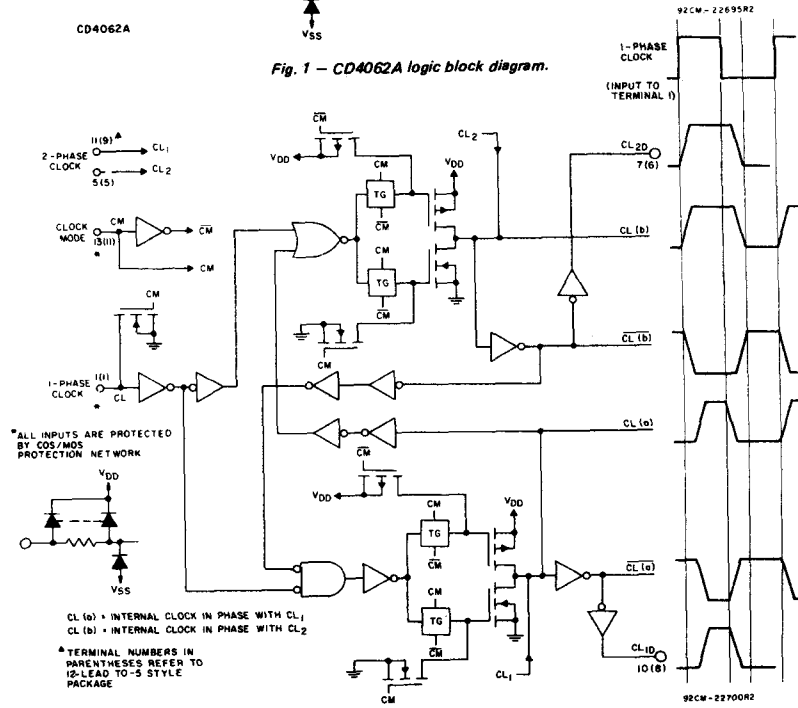 92CM-22695R2
CD4062A
VSS
Fig. 1 — CD4062A logic block diagram.
1-PHASE
CLOCK
(INPUT TO
TERMINAL 1)
11(9)▲
2-PHASE
CLOCK
CL1
CL2
5(5)
CM
VDD
CM
TG
CM
CL2
VDD
CL2D
7(6)
CLOCK
MODE
CM
13(11)
*
CM
CM
CM
TG
CM
CL(b)
CM
CM
CL(b)
1-PHASE
CLOCK
1(1)
*
CL
*ALL INPUTS ARE PROTECTED
BY COS/MOS
PROTECTION NETWORK
CL(a)
CM
VDD
VDD
CM
TG
CM
VDD
CM
TG
CM
CL(a)
VSS
CL(a) = INTERNAL CLOCK IN PHASE WITH CL1
CL(b) = INTERNAL CLOCK IN PHASE WITH CL2
▲TERMINAL NUMBERS IN
PARENTHESES REFER TO
12-LEAD TO-5 STYLE
PACKAGE
CM
CL1
CL1D
10(8)
92CM-22700R2